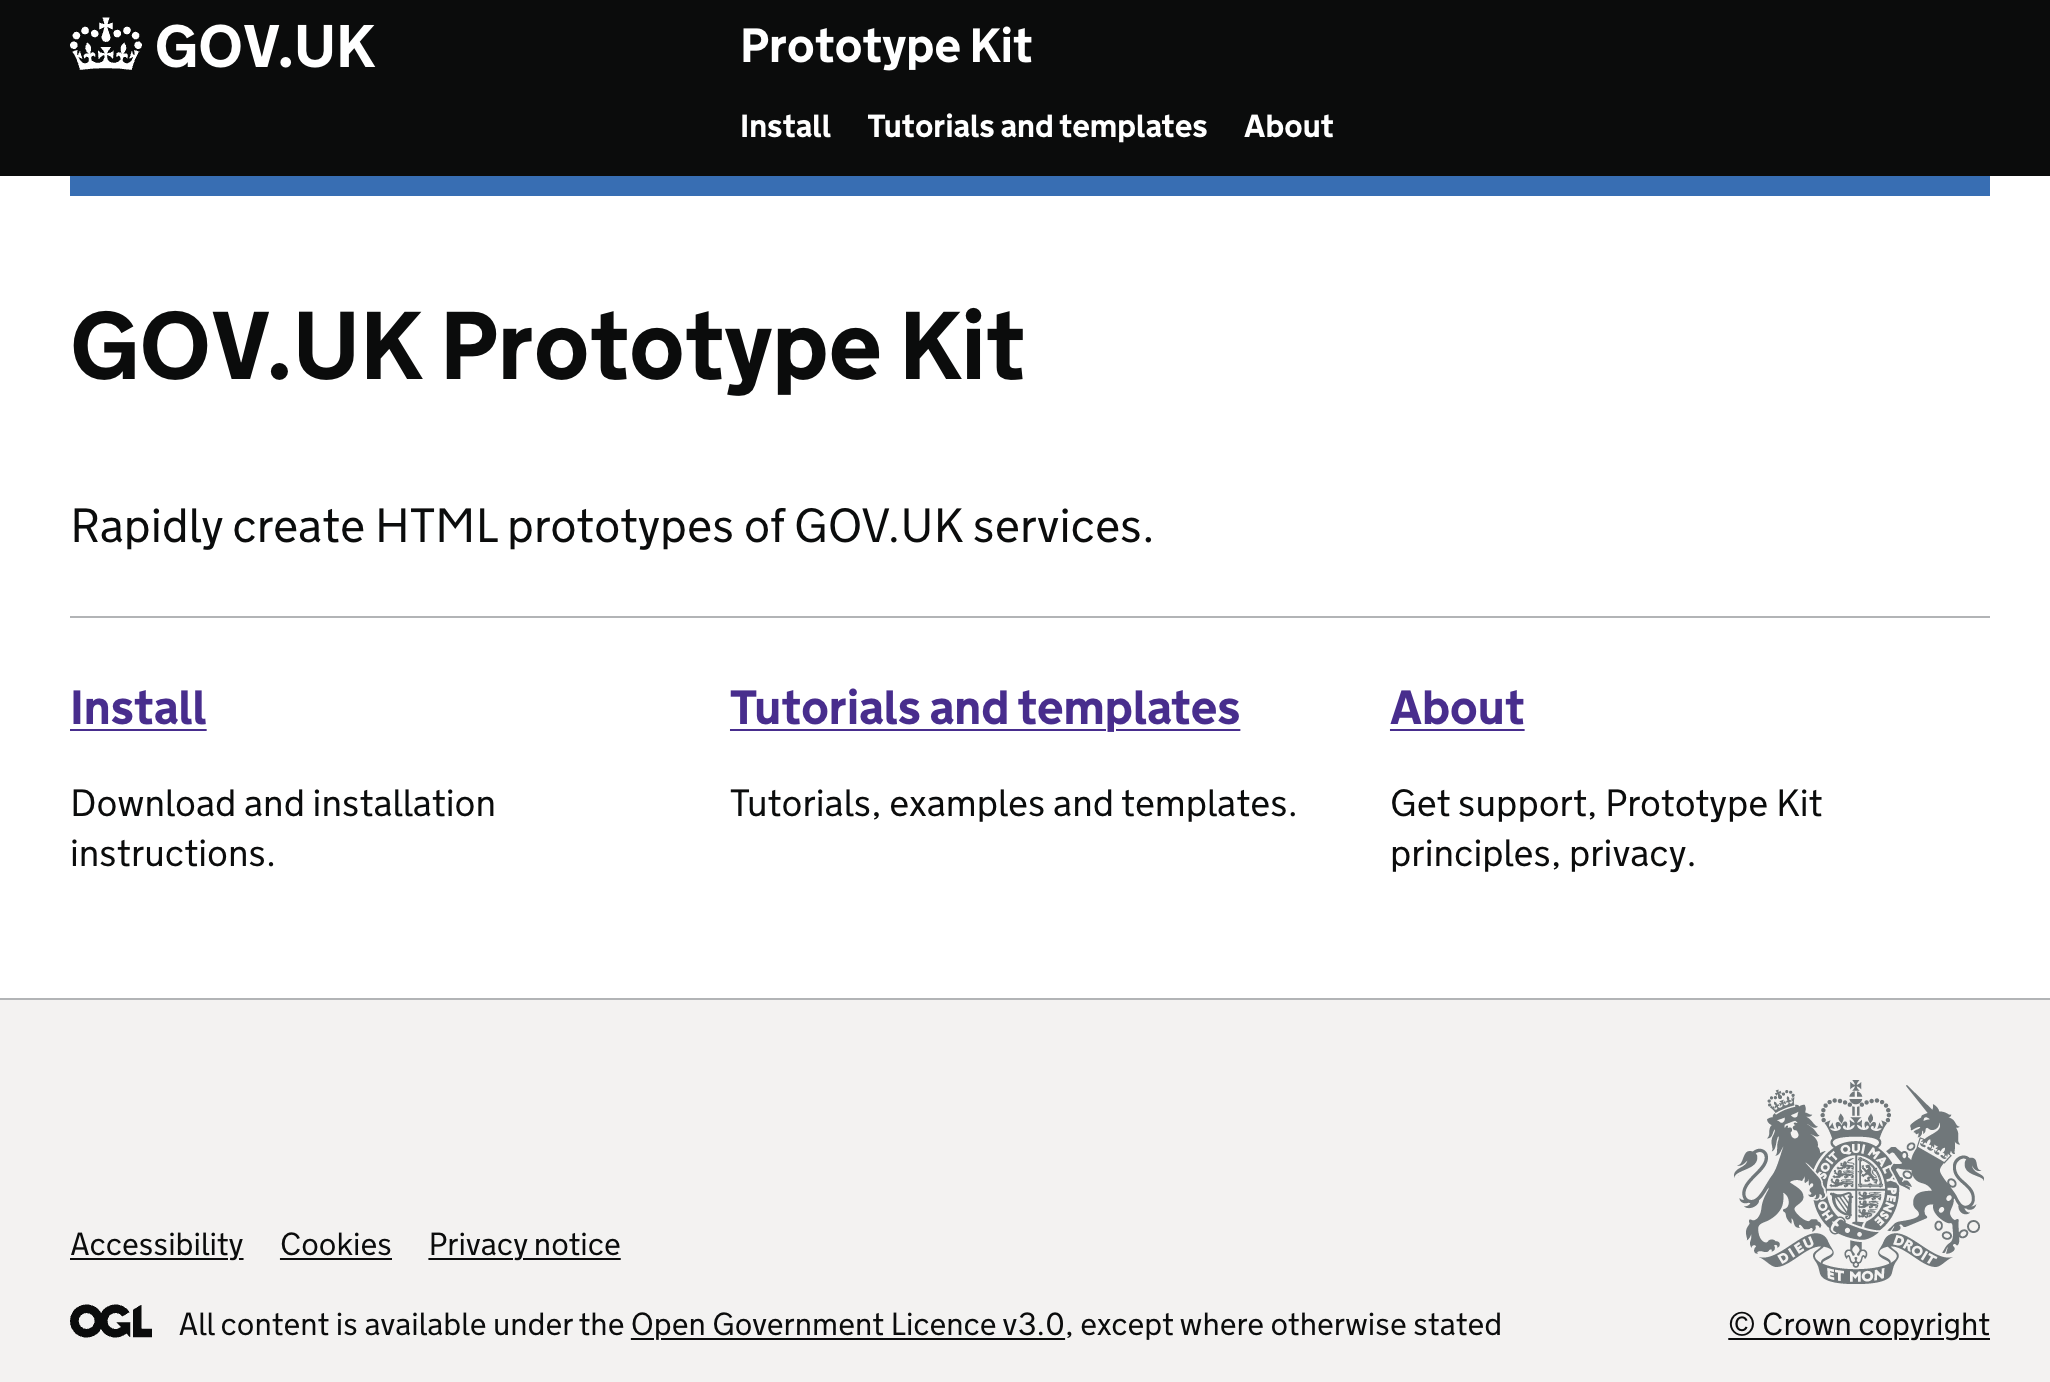 GOV.UK
Prototype Kit
Install Tutorials and templates About
GOV.UK Prototype Kit
Rapidly create HTML prototypes of GOV.UK services.
Install
Download and installation
instructions.
Tutorials and templates
Tutorials, examples and templates.
About
Get support, Prototype Kit
principles, privacy.
HONI SOIT QUI MAL Y PENSE
DIEU ET MON DROIT
Accessibility Cookies Privacy notice
OGL All content is available under the Open Government Licence v3.0, except where otherwise stated
© Crown copyright